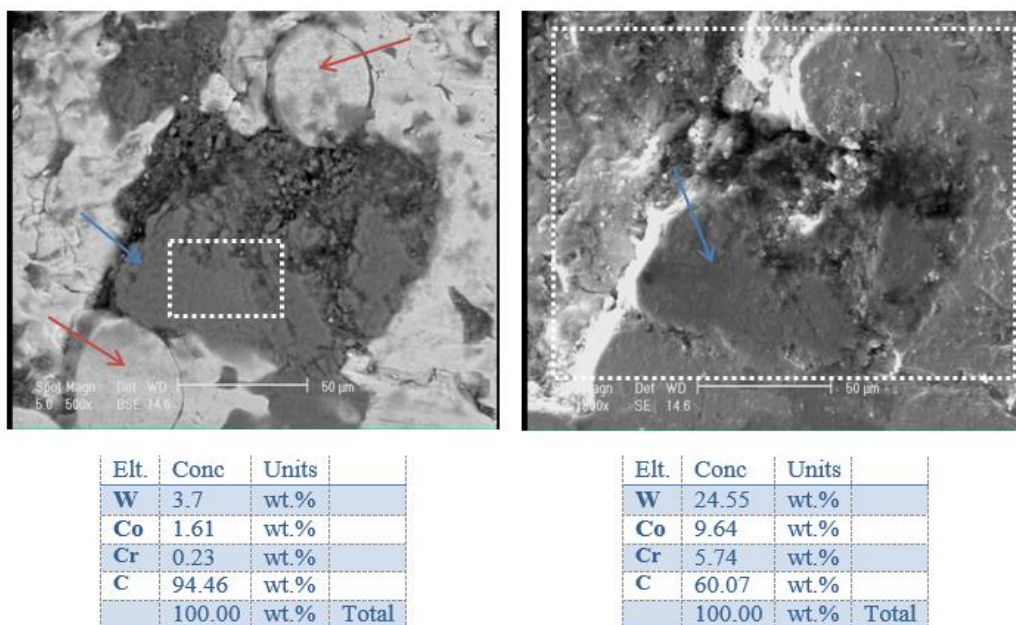 Spot Magn Det WD 50 µm
5.0 500x BSE 14.6
Magn Det WD 50 µm
SE 14.6
Elt. Conc Units
W 3.7 wt.%
Co 1.61 wt.%
Cr 0.23 wt.%
C 94.46 wt.%
100.00 wt.% Total
Elt. Conc Units
W 24.55 wt.%
Co 9.64 wt.%
Cr 5.74 wt.%
C 60.07 wt.%
100.00 wt.% Total